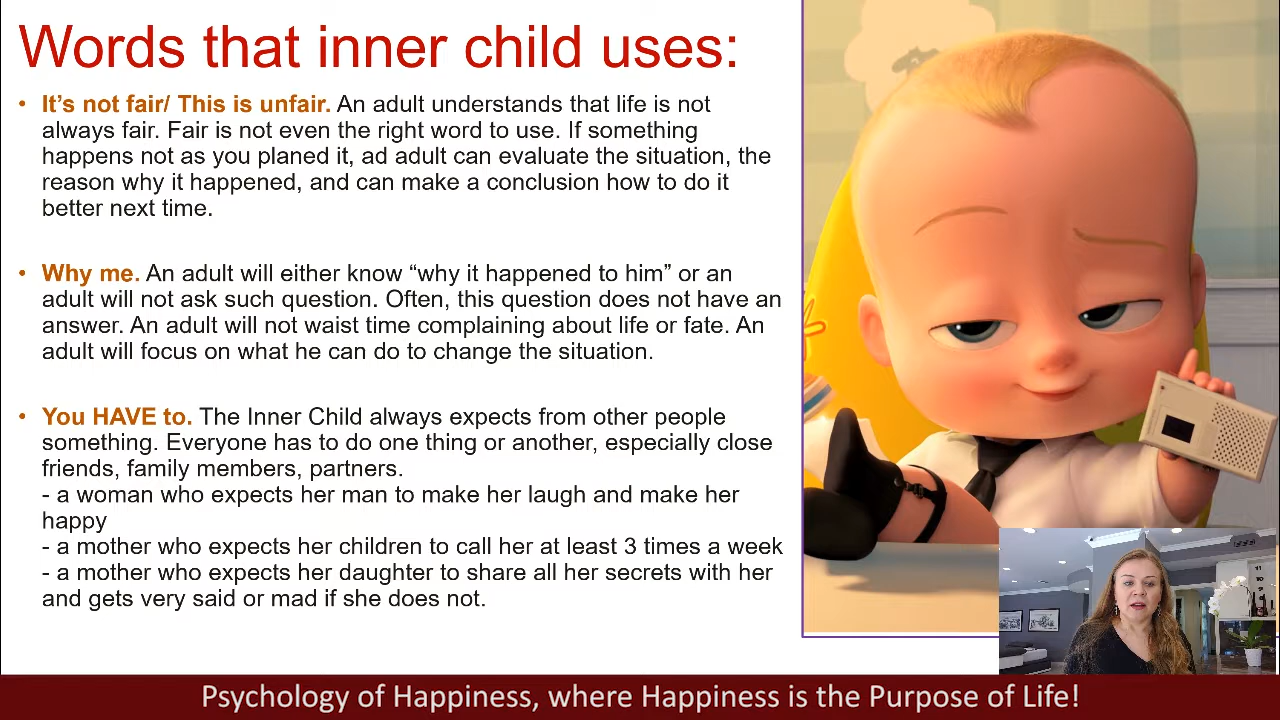 Words that inner child uses:
• It's not fair/ This is unfair. An adult understands that life is not
always fair. Fair is not even the right word to use. If something
happens not as you planed it, ad adult can evaluate the situation, the
reason why it happened, and can make a conclusion how to do it
better next time.
• Why me. An adult will either know “why it happened to him” or an
adult will not ask such question. Often, this question does not have an
answer. An adult will not waist time complaining about life or fate. An
adult will focus on what he can do to change the situation.
• You HAVE to. The Inner Child always expects from other people
something. Everyone has to do one thing or another, especially close
friends, family members, partners.
- a woman who expects her man to make her laugh and make her
happy
- a mother who expects her children to call her at least 3 times a week
- a mother who expects her daughter to share all her secrets with her
and gets very said or mad if she does not.
Psychology of Happiness, where Happiness is the Purpose of Life!